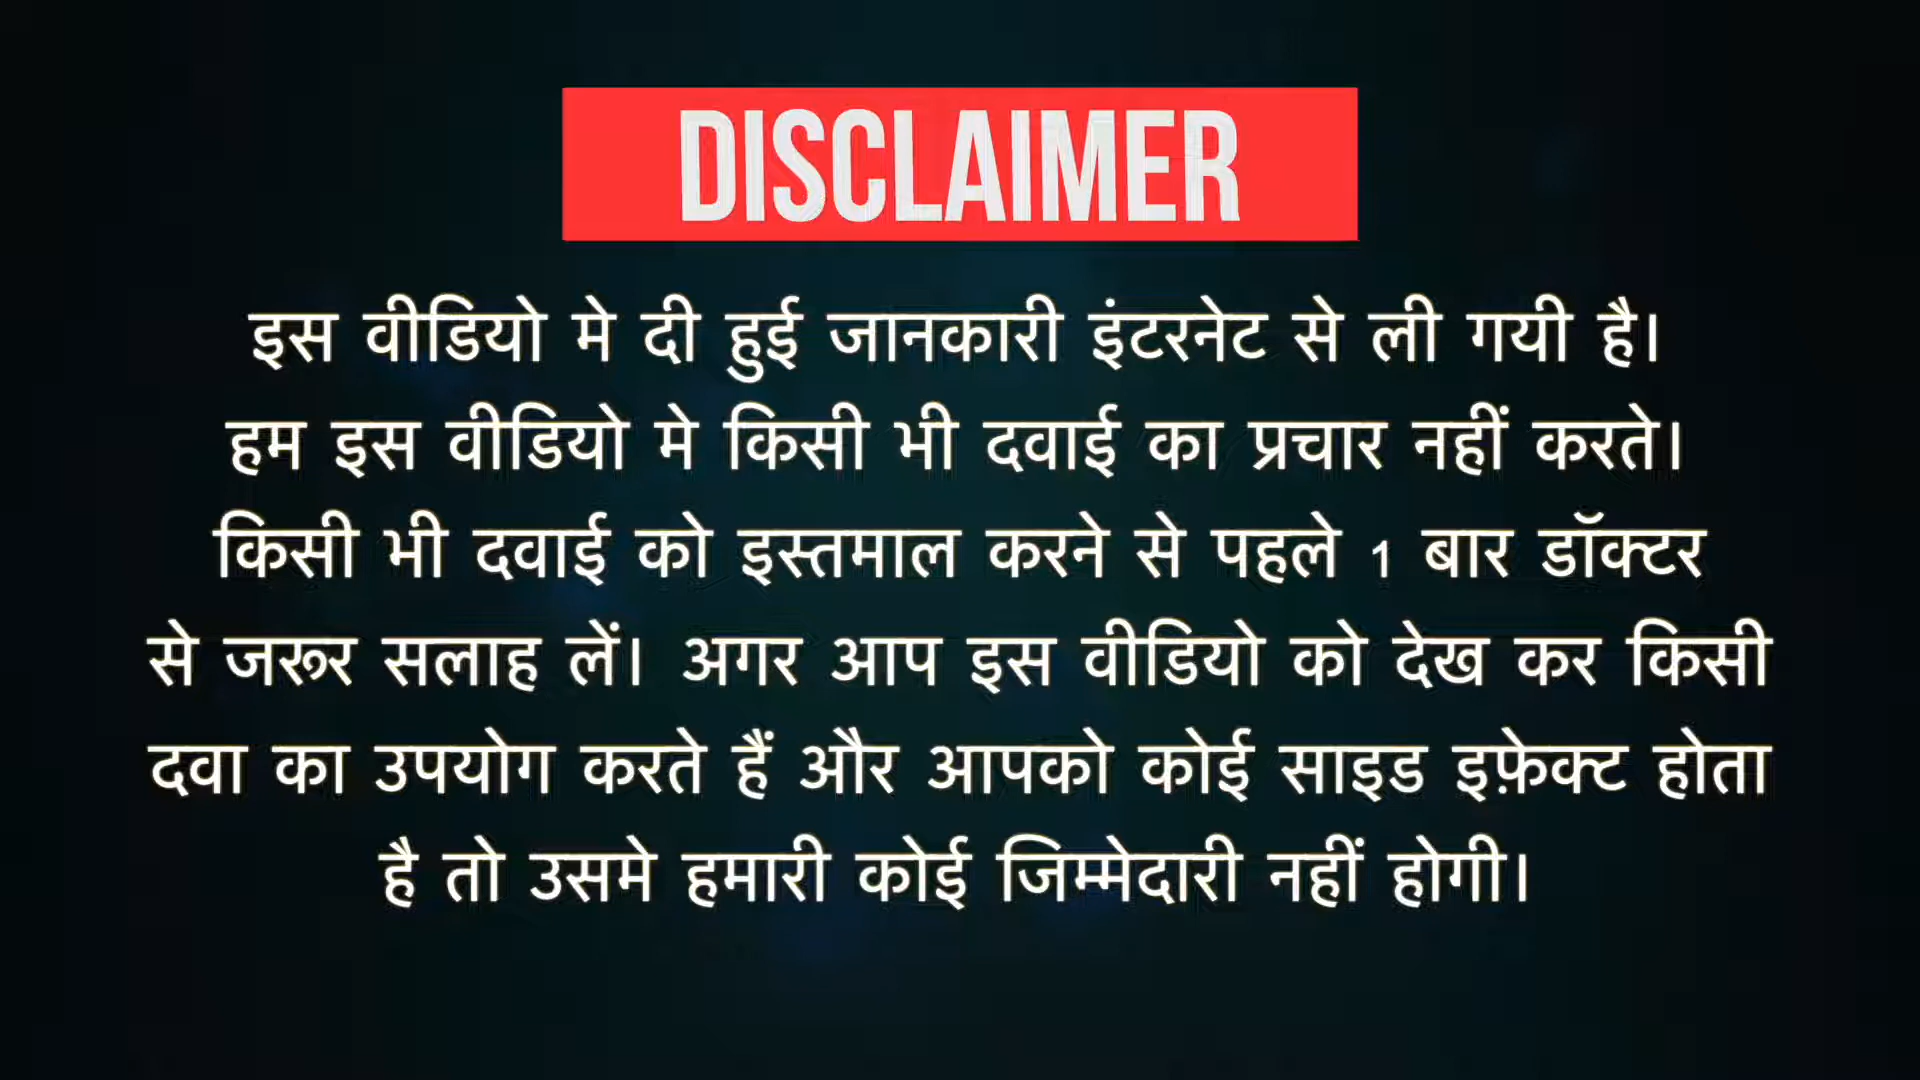 DISCLAIMER
इस वीडियो मे दी हुई जानकारी इंटरनेट से ली गयी है।
हम इस वीडियो मे किसी भी दवाई का प्रचार नहीं करते।
किसी भी दवाई को इस्तमाल करने से पहले 1 बार डॉक्टर
से जरूर सलाह लें। अगर आप इस वीडियो को देख कर किसी
दवा का उपयोग करते हैं और आपको कोई साइड इफ़ेक्ट होता
है तो उसमे हमारी कोई जिम्मेदारी नहीं होगी।